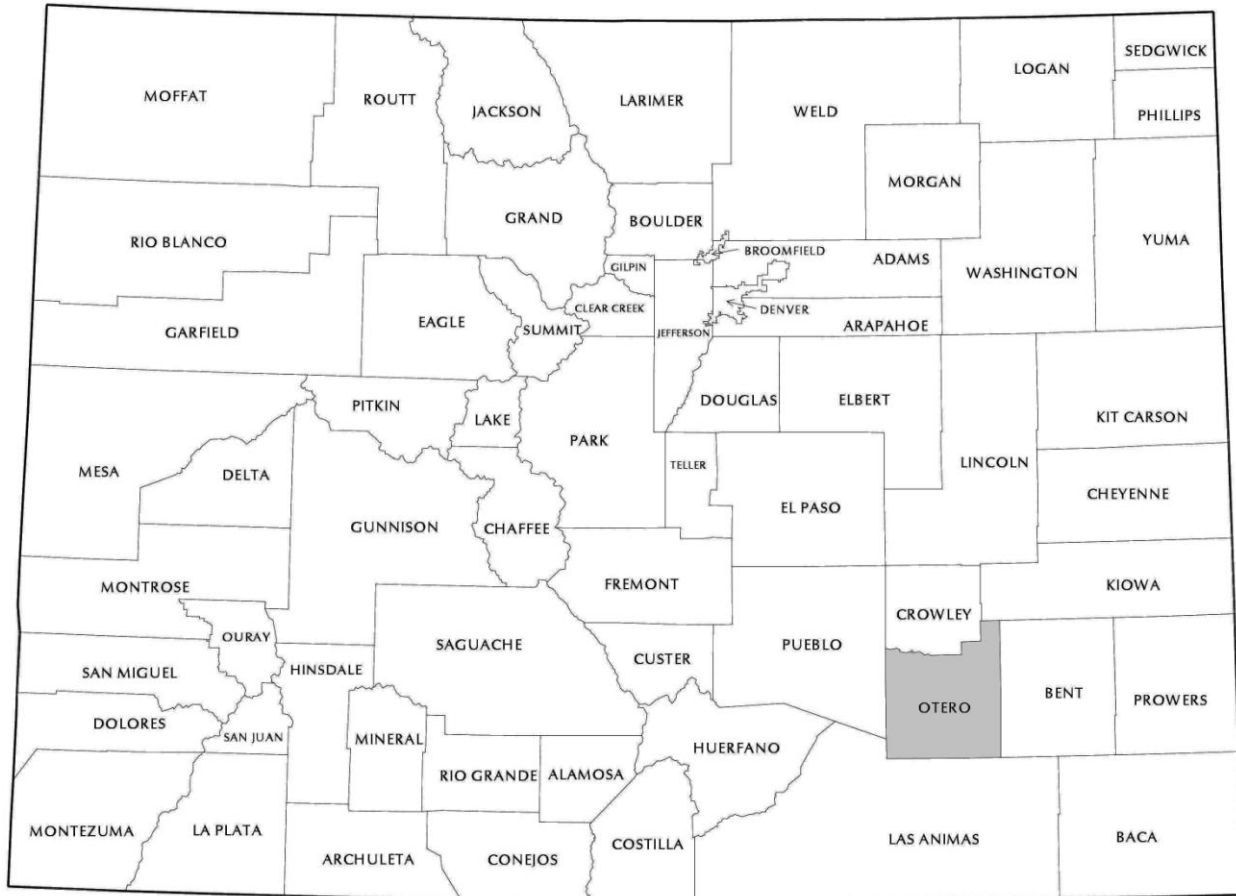 SEDGWICK
LOGAN
MOFFAT
ROUTT
JACKSON
LARIMER
WELD
PHILLIPS
MORGAN
GRAND
BOULDER
RIO BLANCO
YUMA
BROOMFIELD
ADAMS
GILPIN
WASHINGTON
CLEAR CREEK
DENVER
EAGLE
SUMMIT
GARFIELD
JEFFERSON
ARAPAHOE
PITKIN
LAKE
DOUGLAS
ELBERT
KIT CARSON
PARK
MESA
DELTA
TELLER
LINCOLN
CHEYENNE
GUNNISON
CHAFFEE
EL PASO
MONTROSE
FREMONT
KIOWA
CROWLEY
OURAY
SAGUACHE
PUEBLO
SAN MIGUEL
HINSDALE
CUSTER
BENT
PROWERS
OTERO
DOLORES
SAN JUAN
MINERAL
HUERFANO
RIO GRANDE
ALAMOSA
MONTEZUMA
LA PLATA
COSTILLA
LAS ANIMAS
BACA
ARCHULETA
CONEJOS